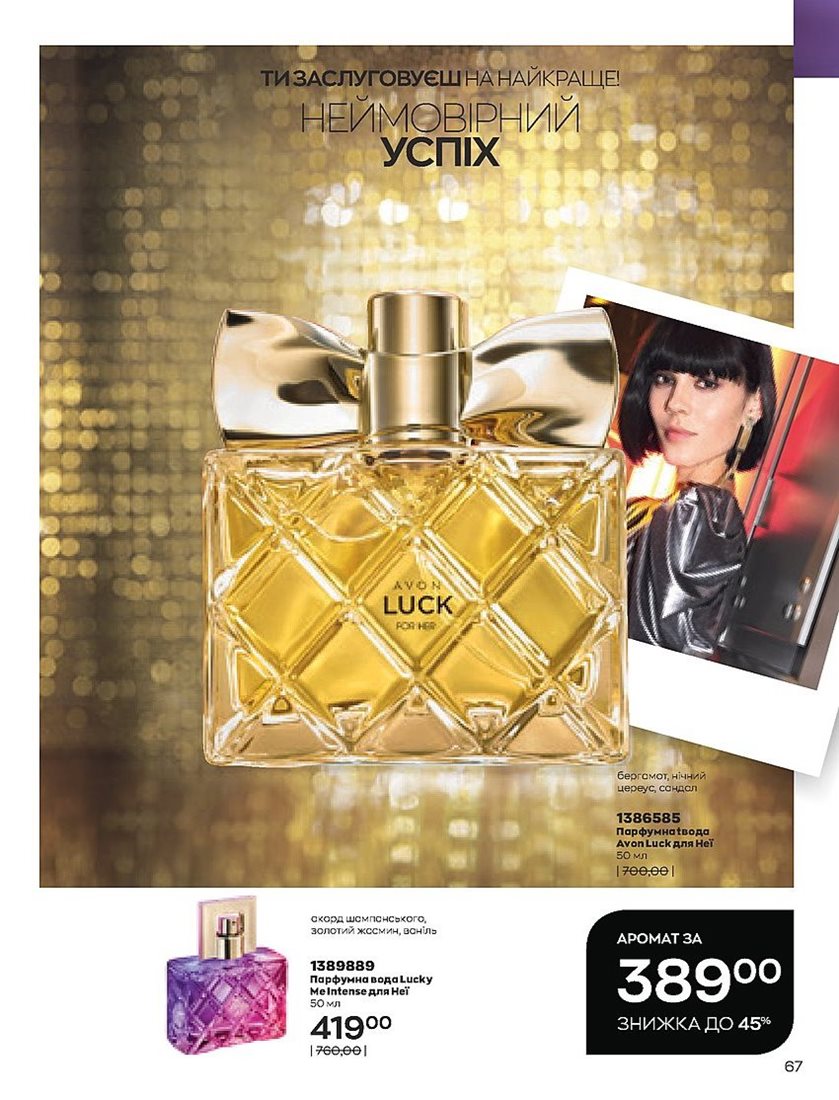 ТИ ЗАСЛУГОВУЄШ НА НАЙКРАЩЕ!
НЕЙМОВІРНИЙ
УСПІХ
AVON
LUCK
FOR HER
бергамот, нічний
цереус, сандал
1386585
Парфумнаtвода
Avon Luck для Неї
50 мл
|700,00|
акорд шампанського,
золотий жасмин, ваніль
1389889
Парфумна вода Lucky
Me Intense для Неї
50 мл
419⁰⁰
|760,00|
АРОМАТ ЗА
389⁰⁰
ЗНИЖКА ДО 45%
67